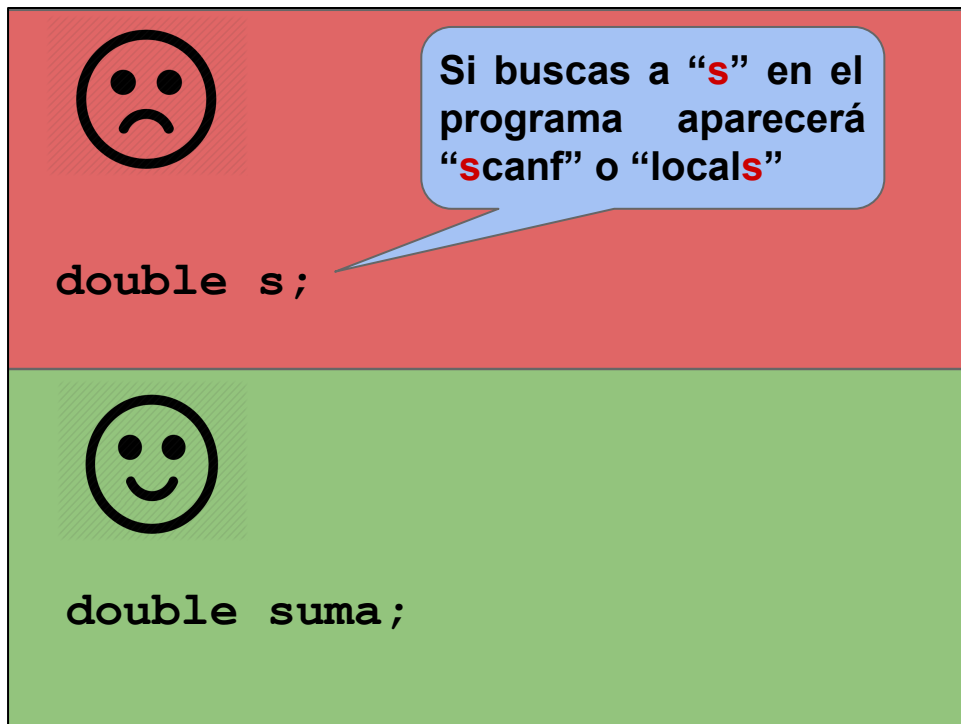 Si buscas a “s” en el
programa aparecerá
“scanf” o “locals”
double s;
double suma;